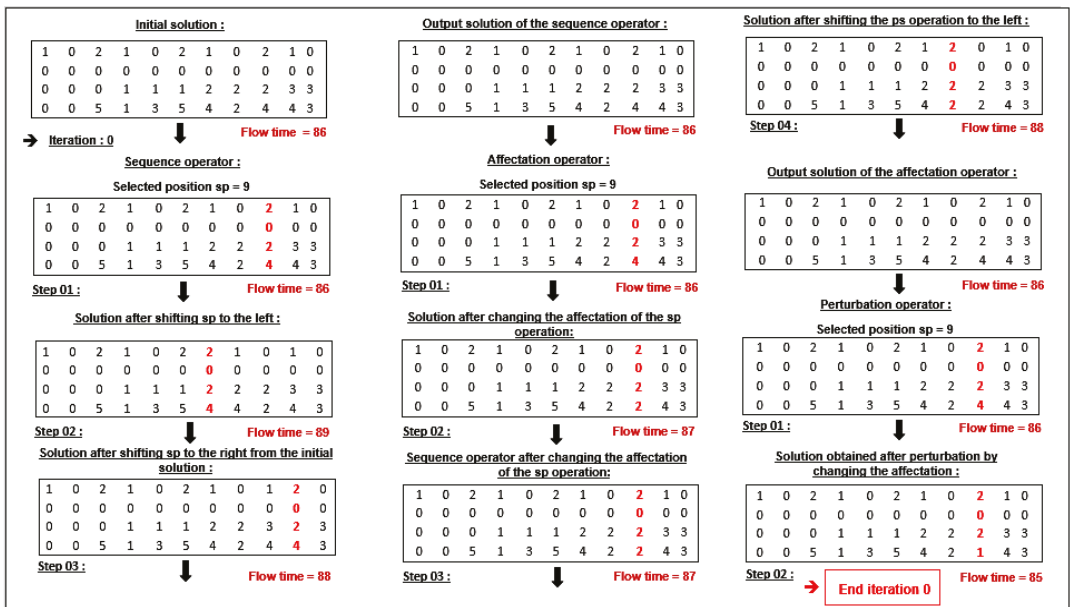 Initial solution :
1 0 2 1 0 2 1 0 2 1 0
0 0 0 0 0 0 0 0 0 0 0
0 0 0 1 1 1 2 2 2 3 3
0 0 5 1 3 5 4 2 4 4 3
Flow time = 86
➔ Iteration : 0
Sequence operator :
Selected position sp = 9
1 0 2 1 0 2 1 0 2 1 0
0 0 0 0 0 0 0 0 0 0 0
0 0 0 1 1 1 2 2 2 3 3
0 0 5 1 3 5 4 2 4 4 3
Step 01 :
Flow time = 86
Solution after shifting sp to the left :
1 0 2 1 0 2 2 1 0 1 0
0 0 0 0 0 0 0 0 0 0 0
0 0 0 1 1 1 2 2 2 3 3
0 0 5 1 3 5 4 4 2 4 3
Step 02 :
Flow time = 89
Solution after shifting sp to the right from the initial
solution :
1 0 2 1 0 2 1 0 1 2 0
0 0 0 0 0 0 0 0 0 0 0
0 0 0 1 1 1 2 2 3 2 3
0 0 5 1 3 5 4 2 4 4 3
Step 03 :
Flow time = 88
Output solution of the sequence operator :
1 0 2 1 0 2 1 0 2 1 0
0 0 0 0 0 0 0 0 0 0 0
0 0 0 1 1 1 2 2 2 3 3
0 0 5 1 3 5 4 2 4 4 3
Flow time = 86
Affectation operator :
Selected position sp = 9
1 0 2 1 0 2 1 0 2 1 0
0 0 0 0 0 0 0 0 0 0 0
0 0 0 1 1 1 2 2 2 3 3
0 0 5 1 3 5 4 2 4 4 3
Step 01 :
Flow time = 86
Solution after changing the affectation of the sp
operation:
1 0 2 1 0 2 1 0 2 1 0
0 0 0 0 0 0 0 0 0 0 0
0 0 0 1 1 1 2 2 2 3 3
0 0 5 1 3 5 4 2 2 4 3
Step 02 :
Flow time = 87
Sequence operator after changing the affectation
of the sp operation:
1 0 2 1 0 2 1 0 2 1 0
0 0 0 0 0 0 0 0 0 0 0
0 0 0 1 1 1 2 2 2 3 3
0 0 5 1 3 5 4 2 2 4 3
Step 03 :
Flow time = 87
Solution after shifting the ps operation to the left :
1 0 2 1 0 2 1 2 0 1 0
0 0 0 0 0 0 0 0 0 0 0
0 0 0 1 1 1 2 2 2 3 3
0 0 5 1 3 5 4 2 2 4 3
Step 04 :
Flow time = 88
Output solution of the affectation operator :
1 0 2 1 0 2 1 0 2 1 0
0 0 0 0 0 0 0 0 0 0 0
0 0 0 1 1 1 2 2 2 3 3
0 0 5 1 3 5 4 2 4 4 3
Flow time = 86
Perturbation operator :
Selected position sp = 9
1 0 2 1 0 2 1 0 2 1 0
0 0 0 0 0 0 0 0 0 0 0
0 0 0 1 1 1 2 2 2 3 3
0 0 5 1 3 5 4 2 4 4 3
Step 01 :
Flow time = 86
Solution obtained after perturbation by
changing the affectation :
1 0 2 1 0 2 1 0 2 1 0
0 0 0 0 0 0 0 0 0 0 0
0 0 0 1 1 1 2 2 2 3 3
0 0 5 1 3 5 4 2 1 4 3
Step 02 :
Flow time = 85
➔ End iteration 0